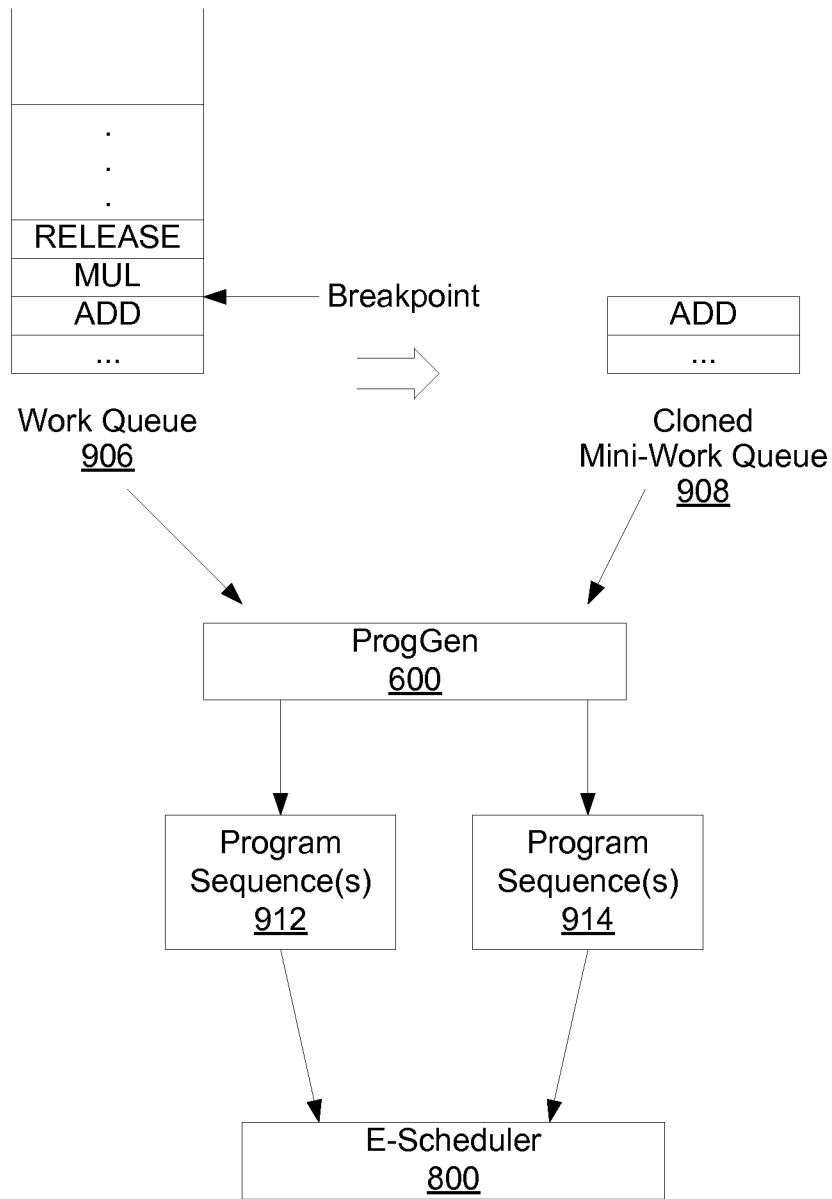 .
.
.
RELEASE
MUL
Breakpoint
ADD
...
ADD
...
Work Queue
906
Cloned
Mini-Work Queue
908
ProgGen
600
Program
Sequence(s)
912
Program
Sequence(s)
914
E-Scheduler
800